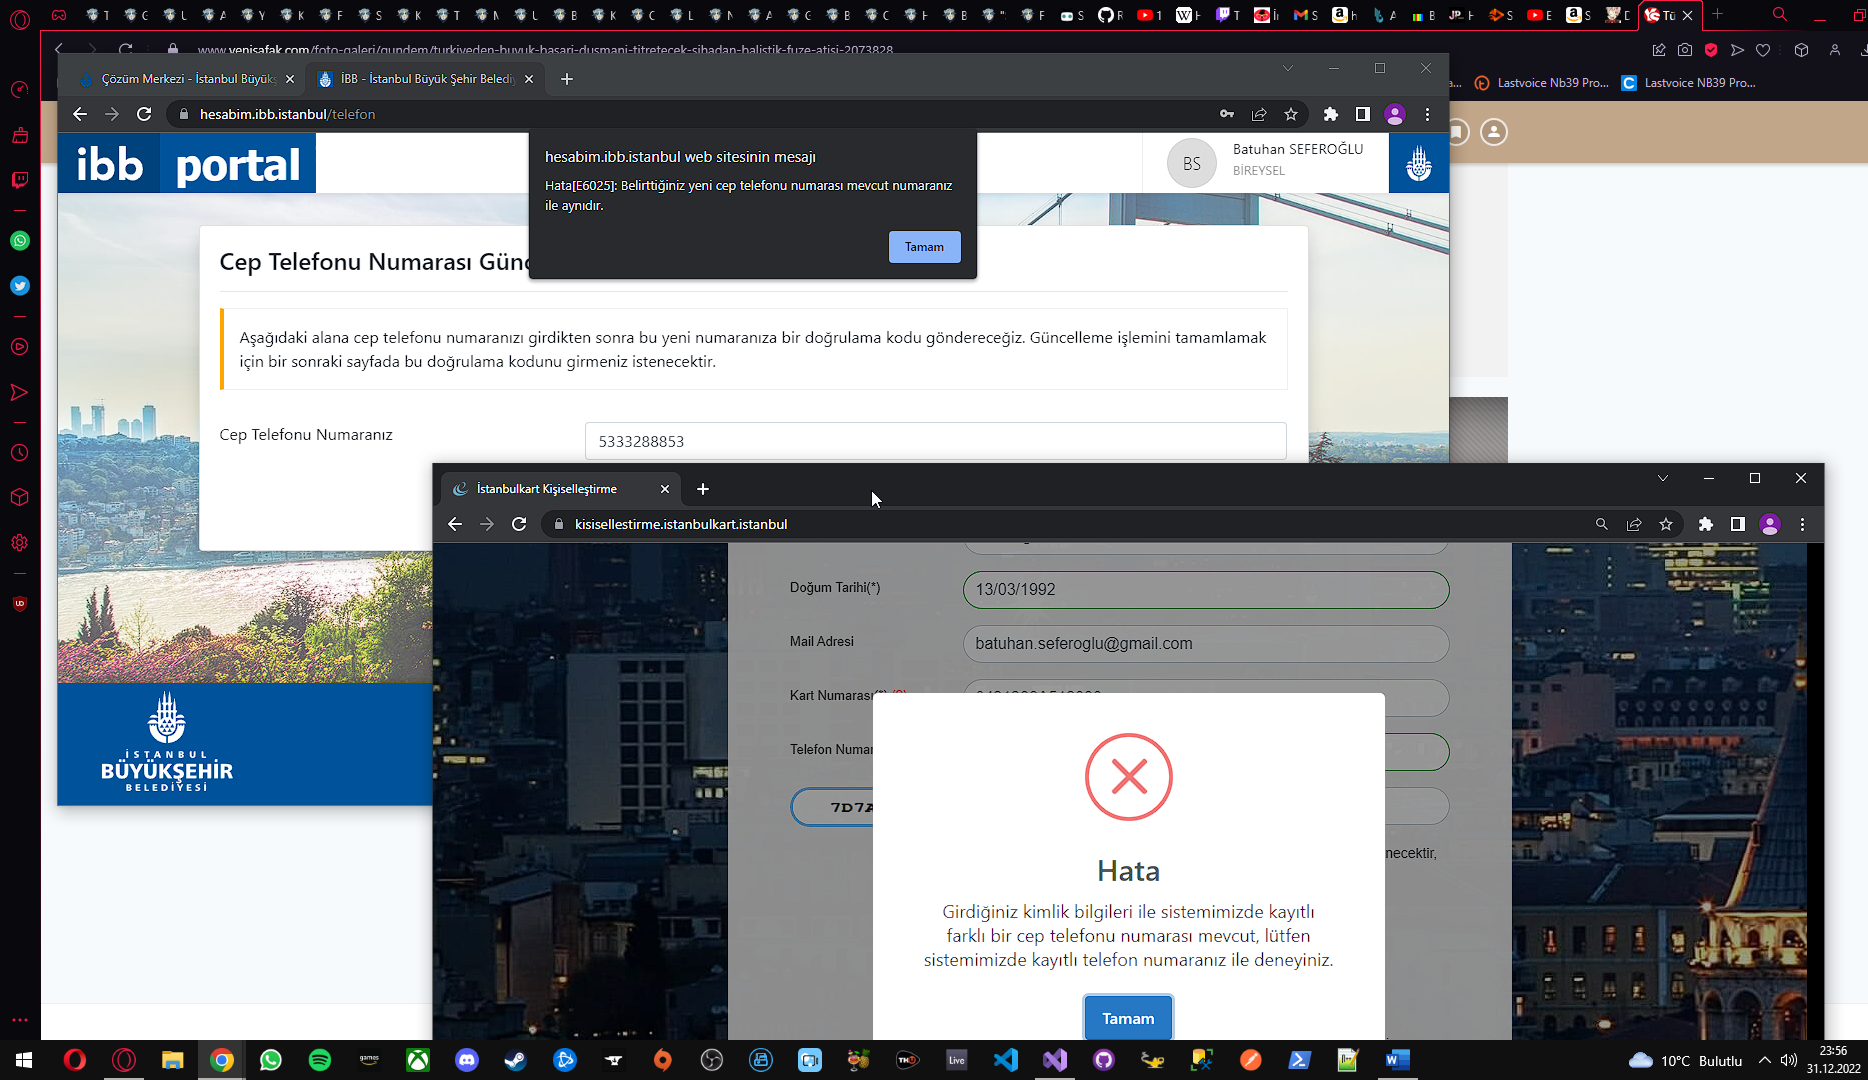 Tü
www.yenisafak.com/foto-galeri/gundem/turkiyeden-buyuk-basari-dusmani-titretecek-sihadan-balistik-fuze-atisi-2073828
Lastvoice Nb39 Pro...
Lastvoice NB39 Pro...
Çözüm Merkezi - İstanbul Büyükş
İBB - İstanbul Büyük Şehir Belediy
hesabim.ibb.istanbul/telefon
ibb portal
hesabim.ibb.istanbul web sitesinin mesajı
Hata[E6025]: Belirttiğiniz yeni cep telefonu numarası mevcut numaranız
ile aynıdır.
Tamam
BS
Batuhan SEFEROĞLU
BİREYSEL
Cep Telefonu Numarası Günc
Aşağıdaki alana cep telefonu numaranızı girdikten sonra bu yeni numaranıza bir doğrulama kodu göndereceğiz. Güncelleme işlemini tamamlamak
için bir sonraki sayfada bu doğrulama kodunu girmeniz istenecektir.
Cep Telefonu Numaranız
5333288853
İSTANBUL
BÜYÜKŞEHİR
BELEDİYESİ
İstanbulkart Kişiselleştirme
kisisellestirme.istanbulkart.istanbul
Doğum Tarihi(*)
13/03/1992
Mail Adresi
batuhan.seferoglu@gmail.com
Kart Numarası(*)
Telefon Numar
7D7A
necektir,
Hata
Girdiğiniz kimlik bilgileri ile sistemimizde kayıtlı
farklı bir cep telefonu numarası mevcut, lütfen
sistemimizde kayıtlı telefon numaranız ile deneyiniz.
Tamam
games
Live
10°C Bulutlu
23:56
31.12.2022